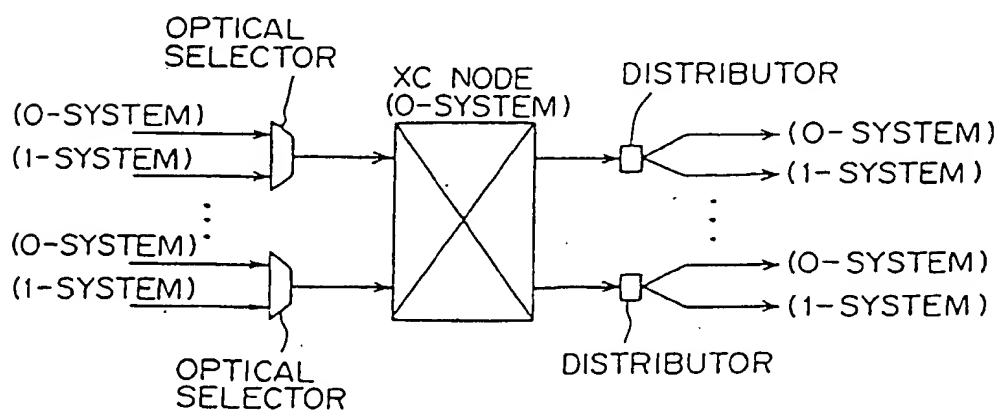 OPTICAL
SELECTOR
XC NODE
(0-SYSTEM)
DISTRIBUTOR
(0-SYSTEM)
(1-SYSTEM)
(0-SYSTEM)
(1-SYSTEM)
(0-SYSTEM)
(1-SYSTEM)
(0-SYSTEM)
(1-SYSTEM)
OPTICAL
SELECTOR
DISTRIBUTOR